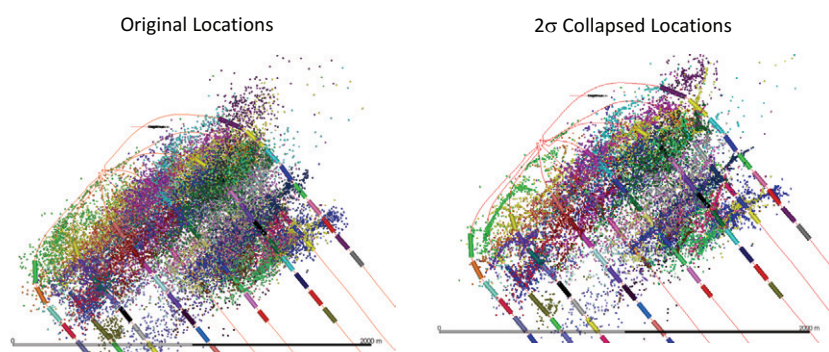 Original Locations
2σ Collapsed Locations
0
2000 m
0
2000 m